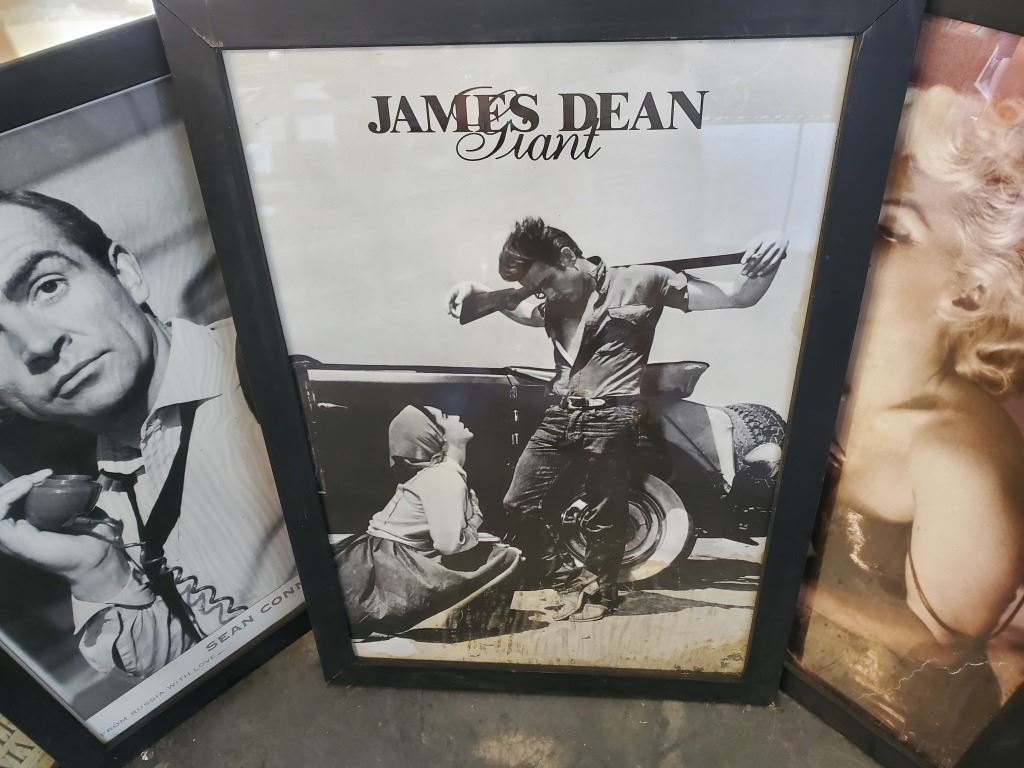 JAMES DEAN
Giant
SEAN CONN
FROM RUSSIA WITH LOVE